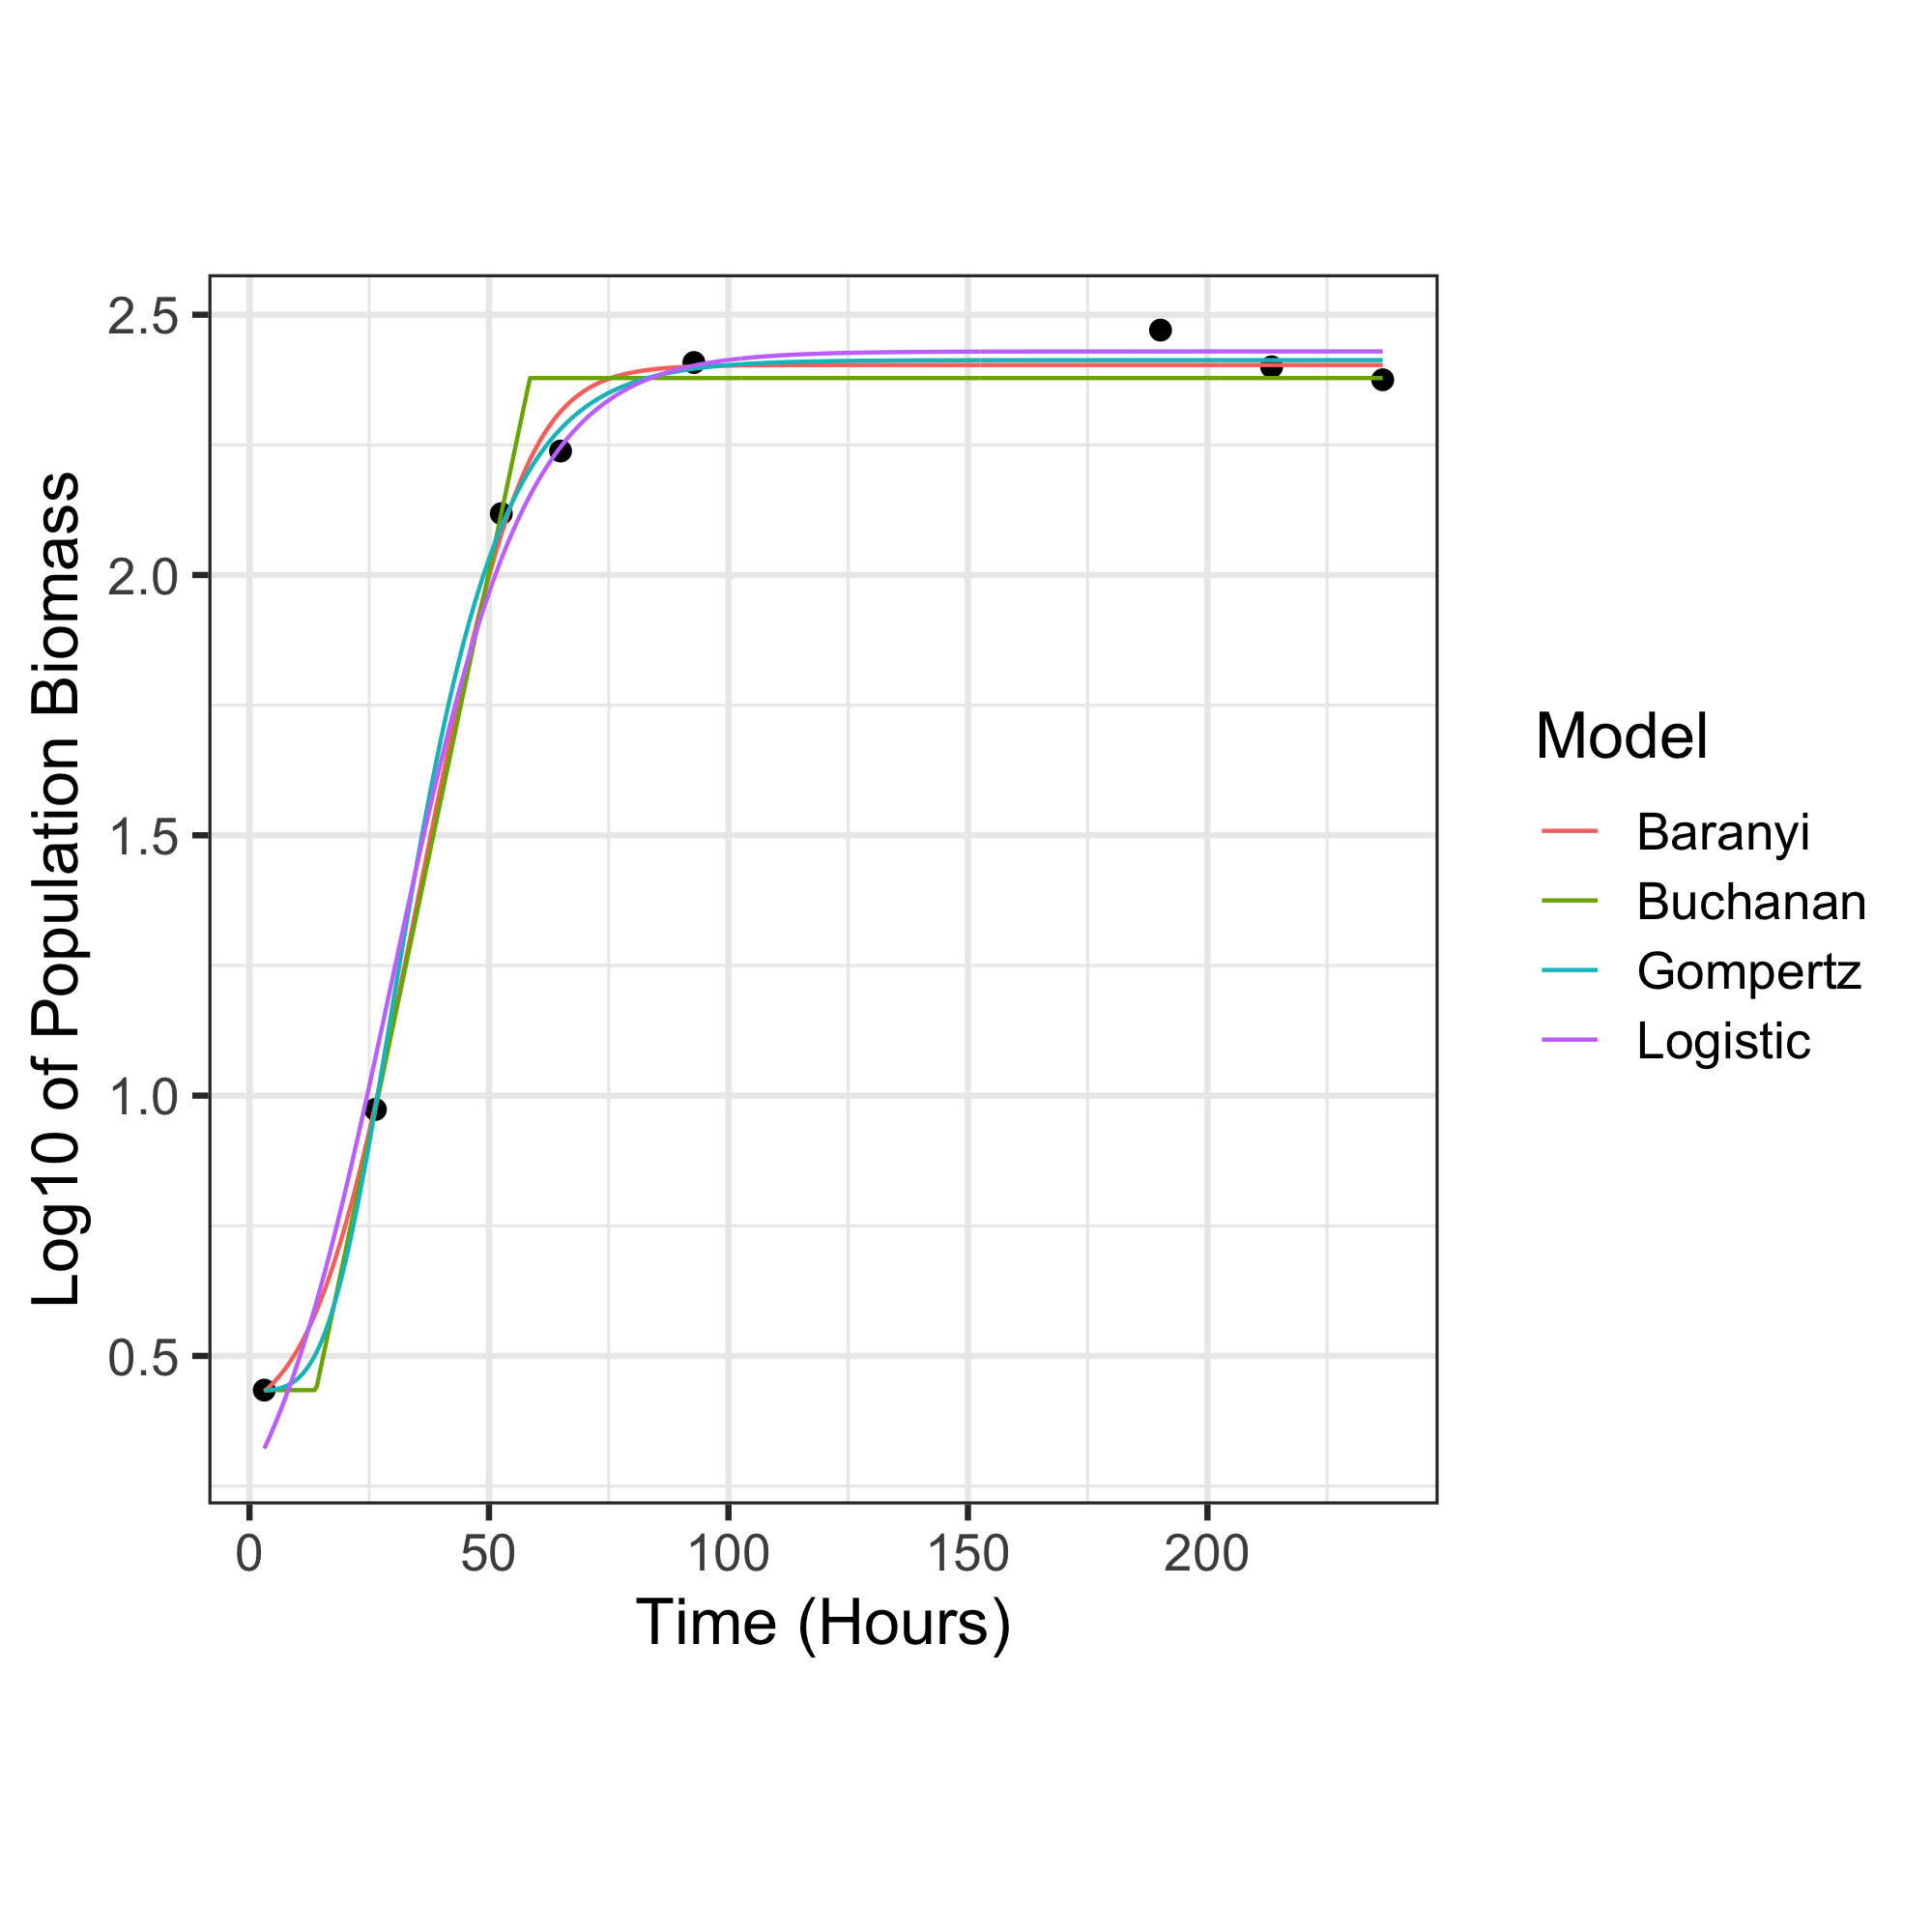 2.5
2.0
1.5
1.0
0.5
Log10 of Population Biomass
0 50 100 150 200
Time (Hours)
Model
Baranyi
Buchanan
Gompertz
Logistic